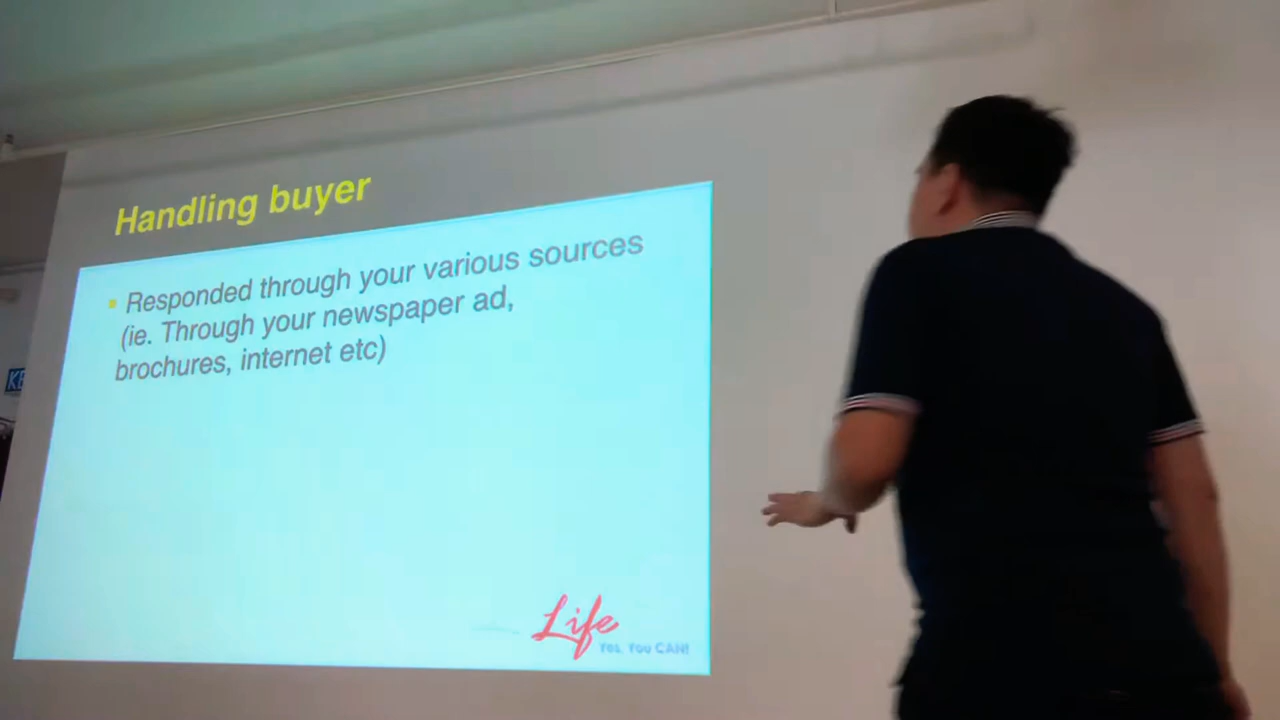 Handling buyer
Responded through your various sources
(ie. Through your newspaper ad,
brochures, internet etc)
Life
Yes, You CAN!